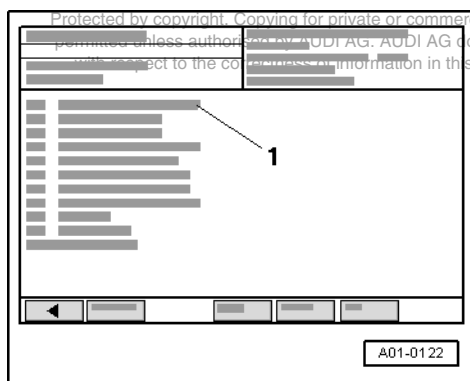 Protected by copyright. Copying for private or commer
permitted unless authorised by AUDI AG. AUDI AG do
with respect to the correctness of information in this
1
A01-0122